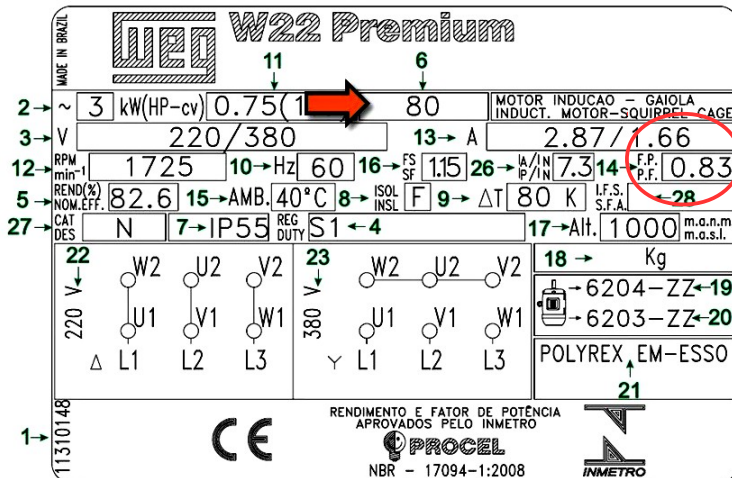 MADE IN BRAZIL
WEG W22 Premium
11 6
2 ~ 3 kW(HP-cv) 0.75(1 80 MOTOR INDUCAO - GAIOLA
INDUCT. MOTOR-SQUIRREL CAGE
3 V 220/380 13 A 2.87/1.66
12 RPM min-1 1725 10 Hz 60 16 FS SF 1.15 26 IA/IN IP/IN 7.3 14 F.P. P.F. 0.83
5 REND(%) NOM.EFF. 82.6 15 AMB. 40°C 8 ISOL INSL F 9 ΔT 80 K I.F.S. S.F.A. 28
27 CAT DES N 7 IP55 REG DUTY S1 4 17 Alt. 1000 m.a.n.m m.a.s.l.
22 23 18 Kg
220 V W2 U2 V2
U1 V1 W1
Δ L1 L2 L3
380 V W2 U2 V2
U1 V1 W1
Y L1 L2 L3
6204-ZZ 19
6203-ZZ 20
POLYREX EM-ESSO
21
1 11310148
CE
RENDIMENTO E FATOR DE POTÊNCIA
APROVADOS PELO INMETRO
PROCEL
NBR - 17094-1:2008
INMETRO